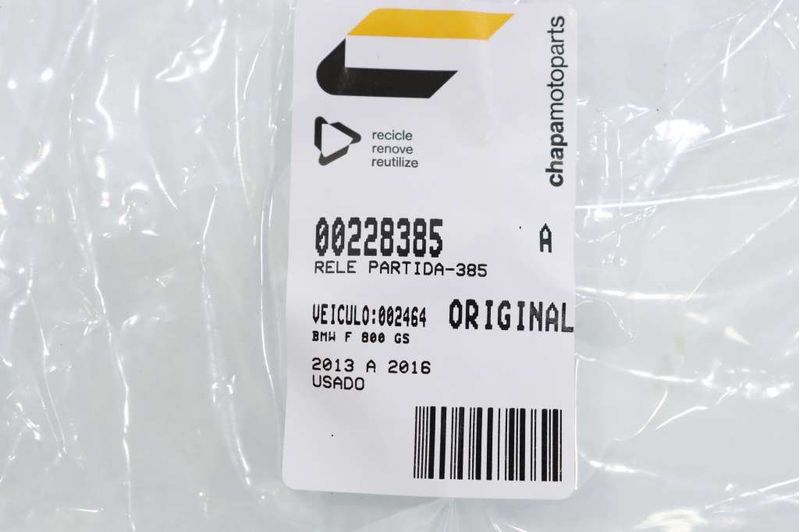 chapamotoparts
recicle
renove
reutilize
00228385 A
RELE PARTIDA-385
VEICULO:002464 ORIGINAL
BMW F 800 GS
2013 A 2016
USADO